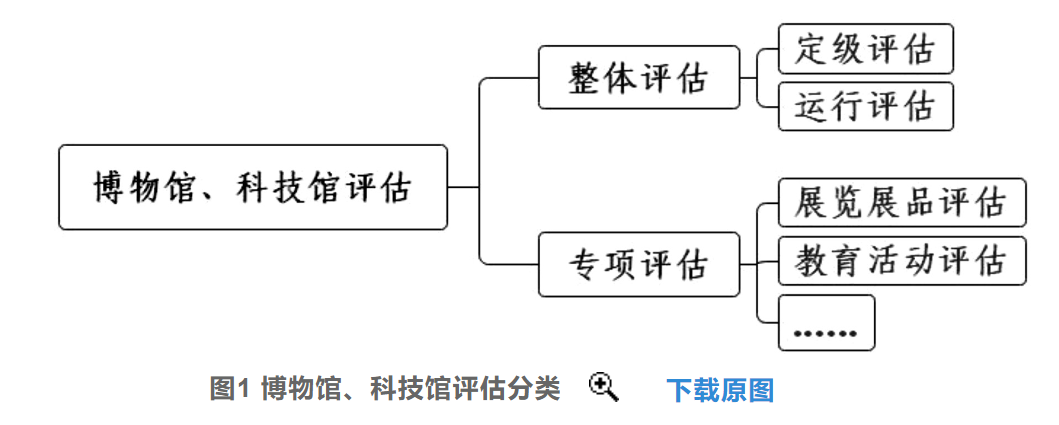 整体评估
定级评估
运行评估
博物馆、科技馆评估
专项评估
展览展品评估
教育活动评估
......
图1 博物馆、科技馆评估分类
下载原图